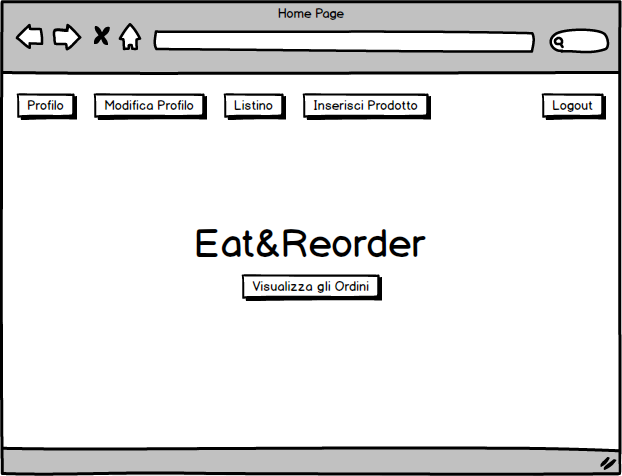 Home Page
Profilo Modifica Profilo Listino Inserisci Prodotto Logout
Eat&Reorder
Visualizza gli Ordini